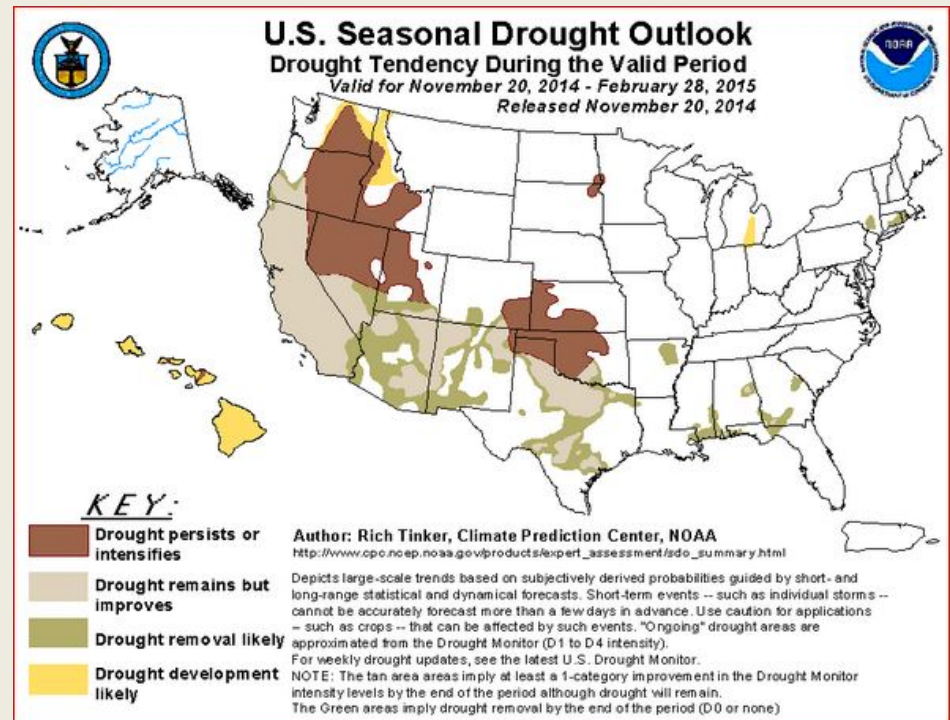 U.S. Seasonal Drought Outlook
Drought Tendency During the Valid Period
Valid for November 20, 2014 - February 28, 2015
Released November 20, 2014
NOAA
KEY:
Drought persists or
intensifies
Drought remains but
improves
Drought removal likely
Drought development
likely
Author: Rich Tinker, Climate Prediction Center, NOAA
http://www.cpc.ncep.noaa.gov/products/expert_assessment/sdo_summary.html
Depicts large-scale trends based on subjectively derived probabilities guided by short- and
long-range statistical and dynamical forecasts. Short-term events -- such as individual storms --
cannot be accurately forecast more than a few days in advance. Use caution for applications
-- such as crops -- that can be affected by such events. "Ongoing" drought areas are
approximated from the Drought Monitor (D1 to D4 intensity).
For weekly drought updates, see the latest U.S. Drought Monitor.
NOTE: The tan area areas imply at least a 1-category improvement in the Drought Monitor
intensity levels by the end of the period although drought will remain.
The Green areas imply drought removal by the end of the period (D0 or none)